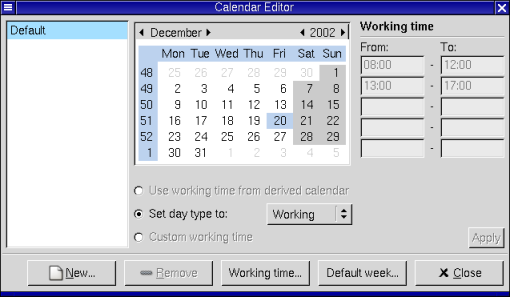 Calendar Editor
Default
December 2002
Mon Tue Wed Thu Fri Sat Sun
48 25 26 27 28 29 30 1
49 2 3 4 5 6 7 8
50 9 10 11 12 13 14 15
51 16 17 18 19 20 21 22
52 23 24 25 26 27 28 29
1 30 31 1 2 3 4 5
Working time
From: To:
08:00 - 12:00
13:00 - 17:00
-
-
-
Use working time from derived calendar
Set day type to: Working
Custom working time
Apply
New... Remove Working time... Default week... Close